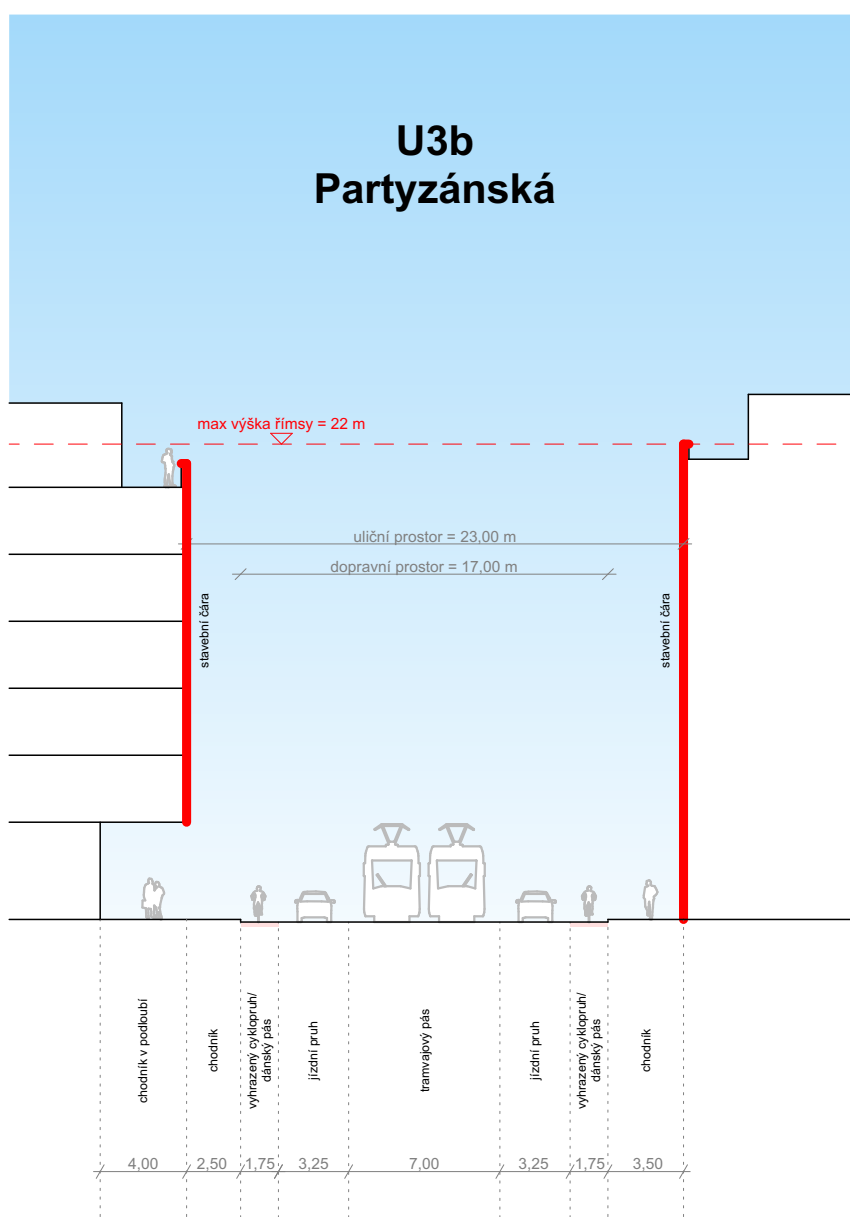 U3b
Partyzánská
max výška římsy = 22 m
uliční prostor = 23,00 m
dopravní prostor = 17,00 m
stavební čára
stavební čára
chodník v podloubí
chodník
vyhrazený cyklopruh/
dánský pás
jízdní pruh
tramvajový pás
jízdní pruh
vyhrazený cyklopruh/
dánský pás
chodník
4,00
2,50
1,75
3,25
7,00
3,25
1,75
3,50